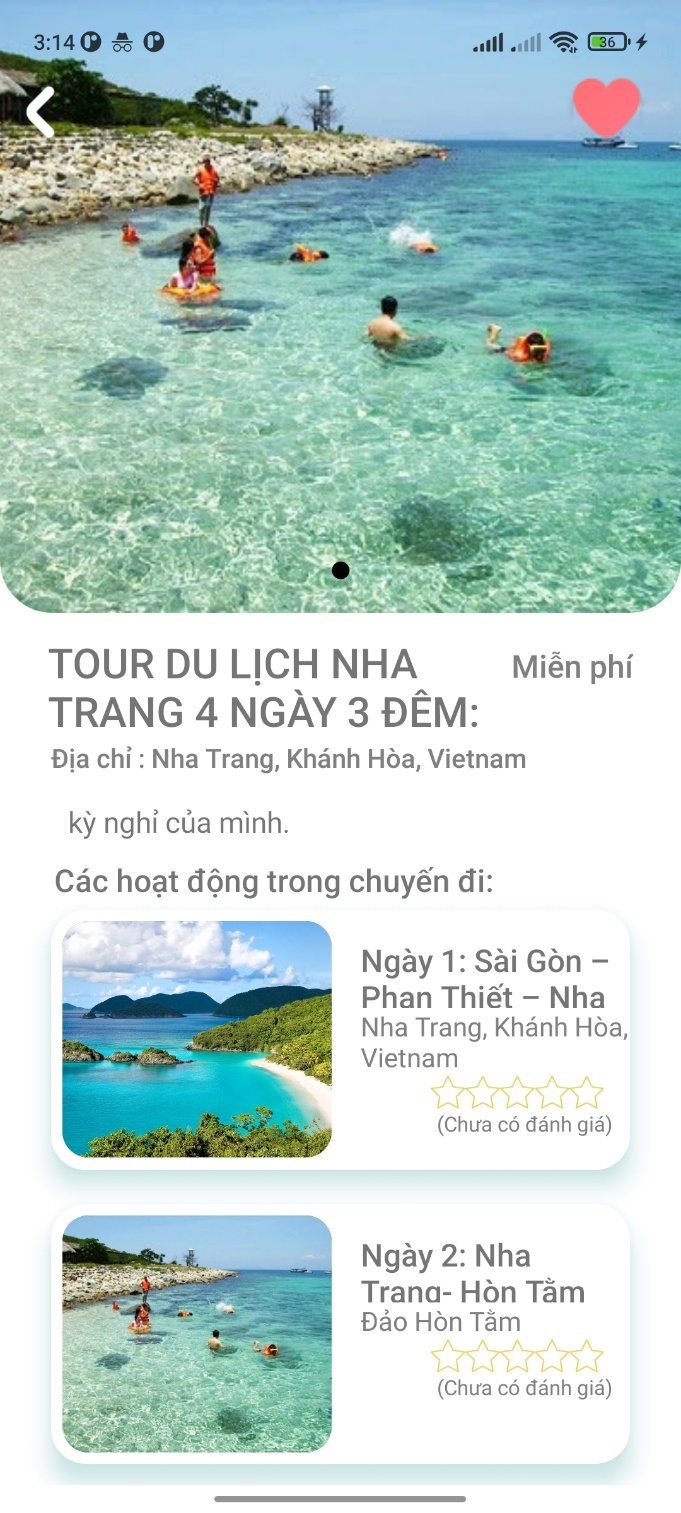 3:14
36
TOUR DU LỊCH NHA
TRANG 4 NGÀY 3 ĐÊM:
Miễn phí
Địa chỉ : Nha Trang, Khánh Hòa, Vietnam
kỳ nghỉ của mình.
Các hoạt động trong chuyến đi:
Ngày 1: Sài Gòn –
Phan Thiết – Nha
Nha Trang, Khánh Hòa,
Vietnam
(Chưa có đánh giá)
Ngày 2: Nha
Trang- Hòn Tằm
Đảo Hòn Tằm
(Chưa có đánh giá)